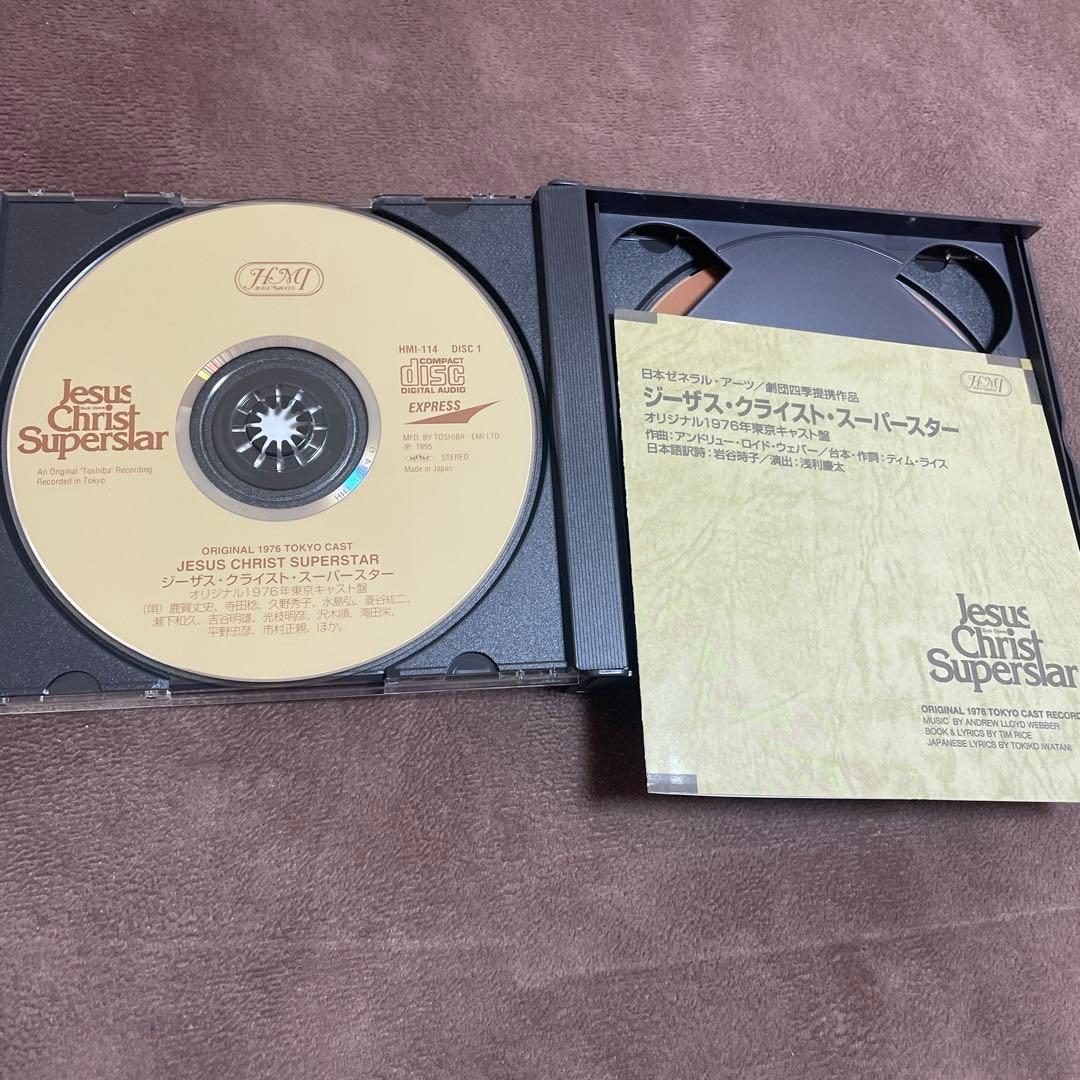 HMI
RECORDS
HMI-114 DISC 1
COMPACT
disc
DIGITAL AUDIO
EXPRESS
MFD. BY TOSHIBA-EMI LTD.
Ⓟ 1995
STEREO
Made in Japan
Jesus
Rock Opera
Christ
Superstar
An Original "Toshiba" Recording
Recorded in Tokyo
ORIGINAL 1976 TOKYO CAST
JESUS CHRIST SUPERSTAR
ジーザス・クライスト・スーパースター
オリジナル1976年東京キャスト盤
(唄) 鹿賀丈史、寺田稔、久野秀子、水島弘、菱谷紘二、
瀬下和久、吉谷明雄、光枝明彦、沢木順、滝田栄、
平野忠彦、市村正親、ほか。
HMI
RECORDS
日本ゼネラル・アーツ/劇団四季提携作品
ジーザス・クライスト・スーパースター
オリジナル1976年東京キャスト盤
作曲:アンドリュー・ロイド・ウェバー/台本・作詞:ティム・ライス
日本語訳詩:岩谷時子/演出:浅利慶太
Jesus
Rock Opera
Christ
Superstar
ORIGINAL 1976 TOKYO CAST RECORD
MUSIC BY ANDREW LLOYD WEBBER
BOOK & LYRICS BY TIM RICE
JAPANESE LYRICS BY TOKIKO IWATANI